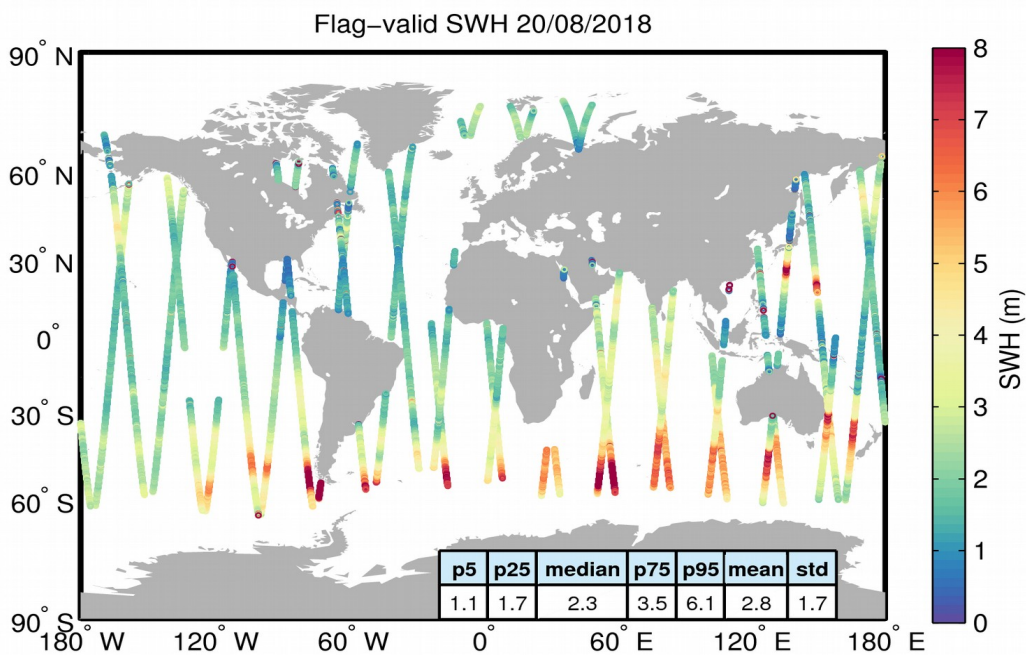 Flag−valid SWH 20/08/2018
90° N
60° N
30° N
0°
30° S
60° S
90° S
180° W
120° W
60° W
0°
60° E
120° E
180° E
p5 p25 median p75 p95 mean std
1.1 1.7 2.3 3.5 6.1 2.8 1.7
8
7
6
5
4
3
2
1
0
SWH (m)